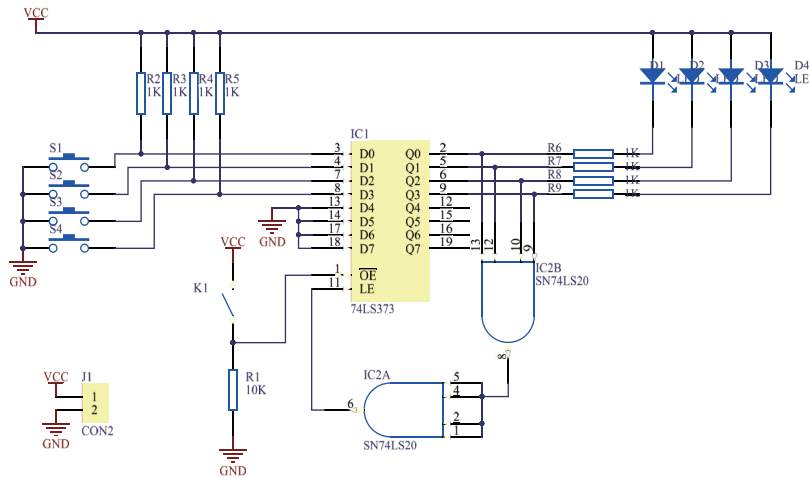 VCC
D1 D2 D3 D4
LED LED LED LE
R2 R3 R4 R5
1K 1K 1K 1K
IC1
S1
S2
S3
S4
GND
3 D0 Q0 2
4 D1 Q1 5
7 D2 Q2 6
8 D3 Q3 9
13 D4 Q4 12
14 D5 Q5 15
17 D6 Q6 16
18 D7 Q7 19
1 OE
11 LE
74LS373
R6 1K
R7 1K
R8 1K
R9 1K
GND
13 12 10 9
IC2B
SN74LS20
8
VCC
K1
R1
10K
GND
IC2A
5
4
2
1
6
SN74LS20
VCC
J1
1
2
GND
CON2